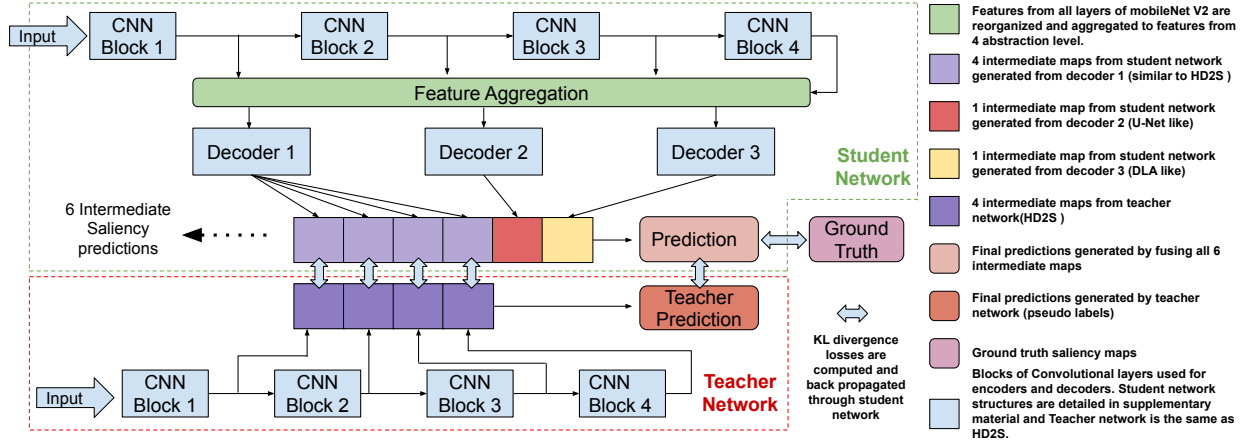 Input
CNN
Block 1
CNN
Block 2
CNN
Block 3
CNN
Block 4
Feature Aggregation
Decoder 1
Decoder 2
Decoder 3
Student
Network
6 Intermediate
Saliency
predictions
Prediction
Ground
Truth
Teacher
Prediction
Input
CNN
Block 1
CNN
Block 2
CNN
Block 3
CNN
Block 4
Teacher
Network
KL divergence
losses are
computed and
back propagated
through student
network
Features from all layers of mobileNet V2 are
reorganized and aggregated to features from
4 abstraction level.
4 intermediate maps from student network
generated from decoder 1 (similar to HD2S )
1 intermediate map from student network
generated from decoder 2 (U-Net like)
1 intermediate map from student network
generated from decoder 3 (DLA like)
4 intermediate maps from teacher
network(HD2S )
Final predictions generated by fusing all 6
intermediate maps
Final predictions generated by teacher
network (pseudo labels)
Ground truth saliency maps
Blocks of Convolutional layers used for
encoders and decoders. Student network
structures are detailed in supplementary
material and Teacher network is the same as
HD2S.